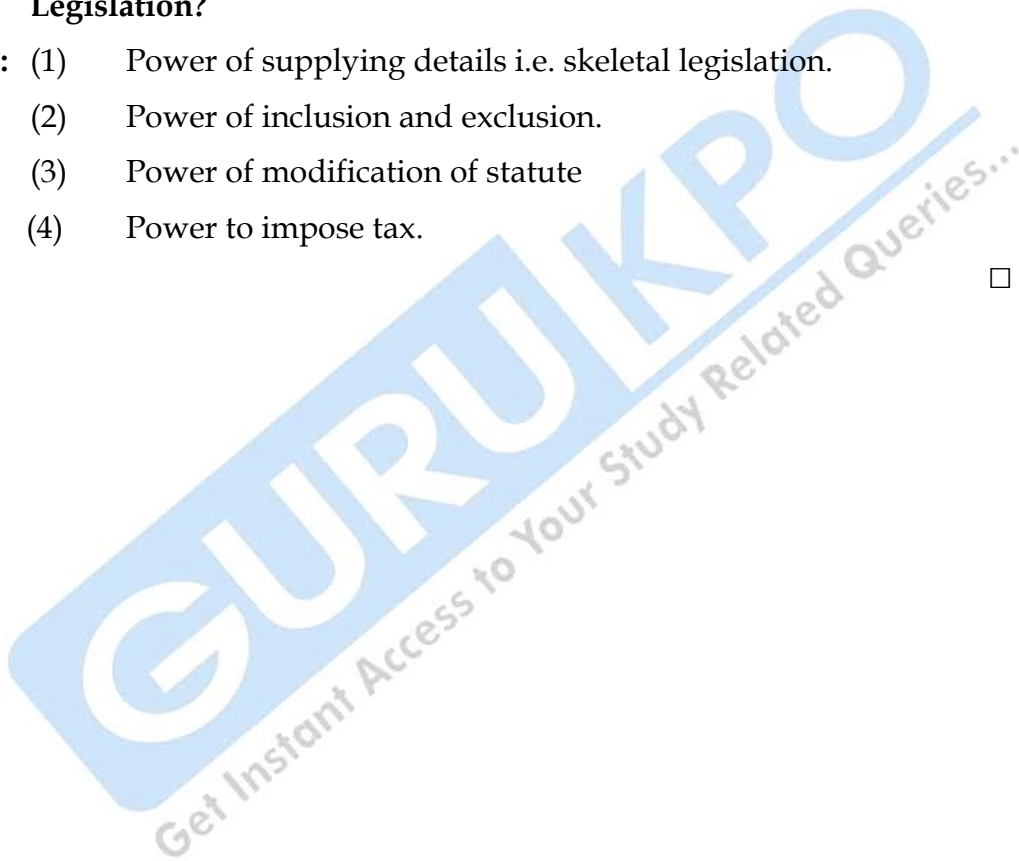 Legislation?
: (1) Power of supplying details i.e. skeletal legislation.
(2) Power of inclusion and exclusion.
(3) Power of modification of statute
(4) Power to impose tax.
□
GURUKPO
Get Instant Access to Your Study Related Queries...